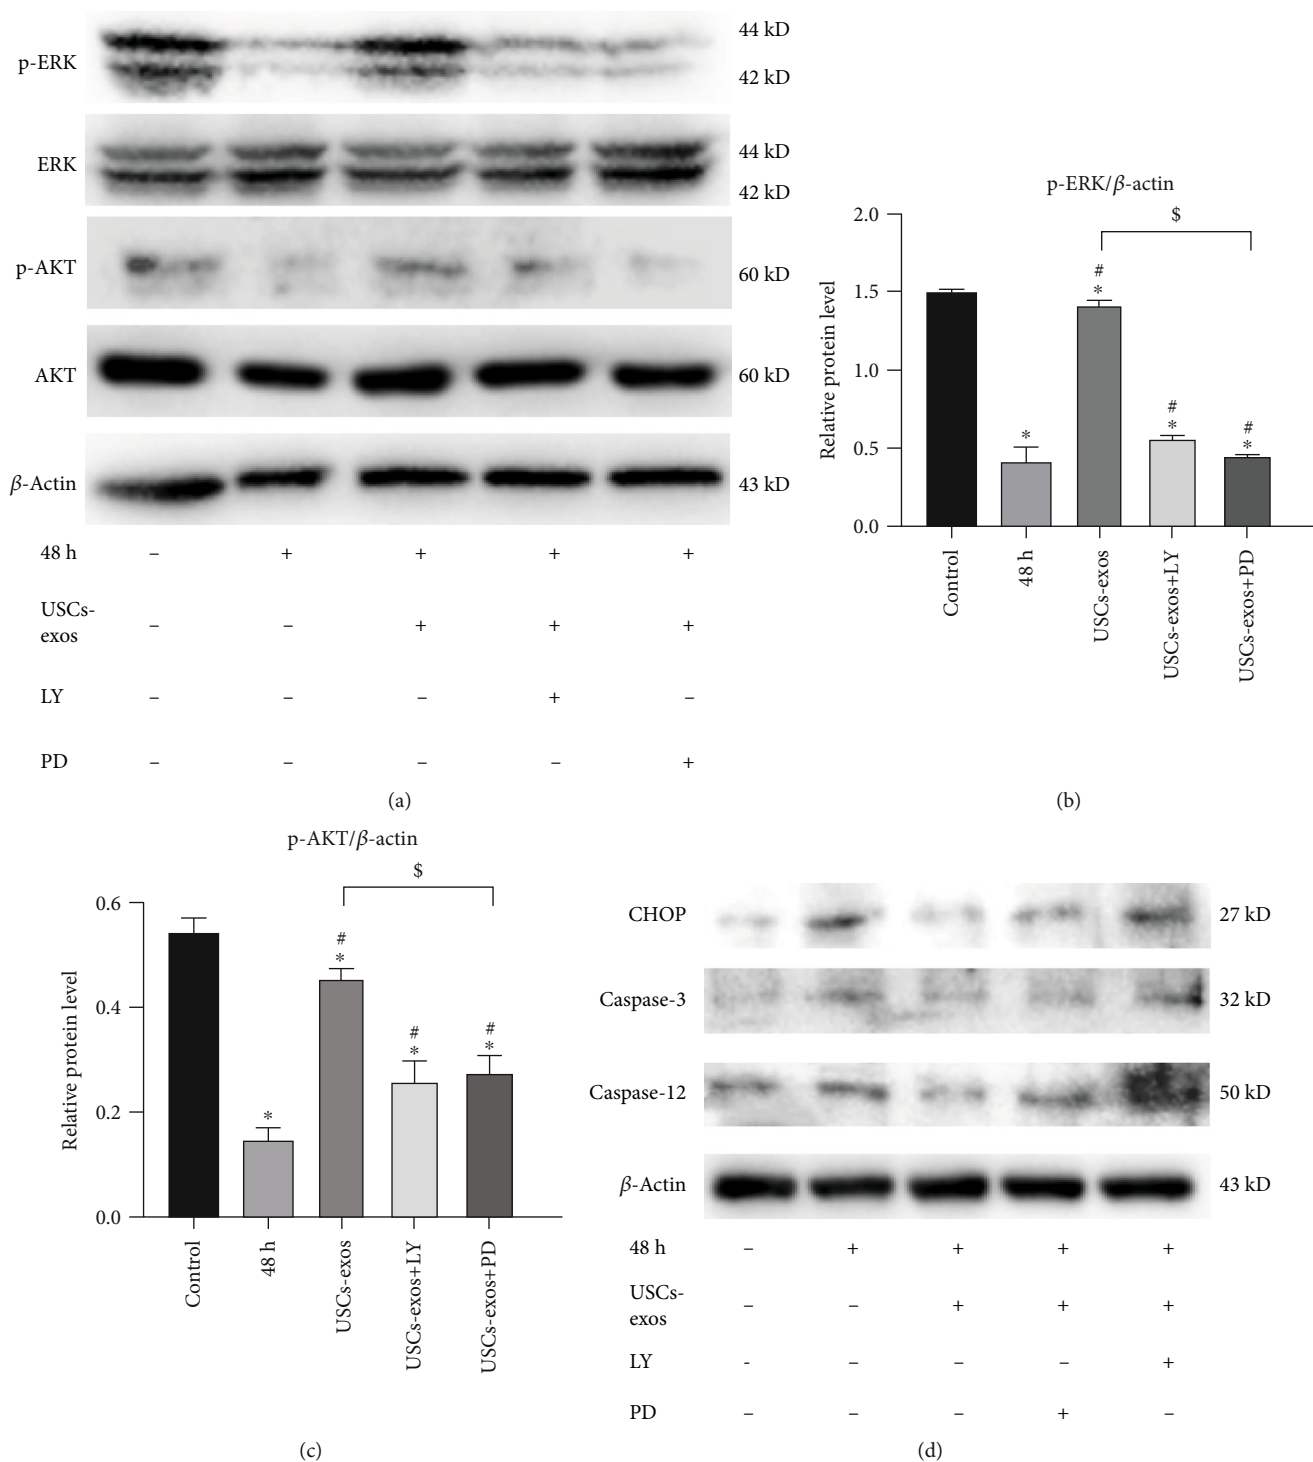 p-ERK
44 kD
42 kD
ERK
44 kD
42 kD
p-AKT
60 kD
AKT
60 kD
β-Actin
43 kD
48 h – + + + +
USCs-
exos
– – + + +
LY – – – + –
PD – – – – +
(a)
p-ERK/β-actin
Relative protein level
2.0
1.5
1.0
0.5
0.0
$
*
#
*
#
*
#
*
Control
48 h
USCs-exos
USCs-exos+LY
USCs-exos+PD
(b)
p-AKT/β-actin
Relative protein level
0.6
0.4
0.2
0.0
$
*
#
*
#
*
#
*
Control
48 h
USCs-exos
USCs-exos+LY
USCs-exos+PD
(c)
CHOP 27 kD
Caspase-3 32 kD
Caspase-12 50 kD
β-Actin 43 kD
48 h – + + + +
USCs-
exos
– – + + +
LY - – – – +
PD – – – + –
(d)